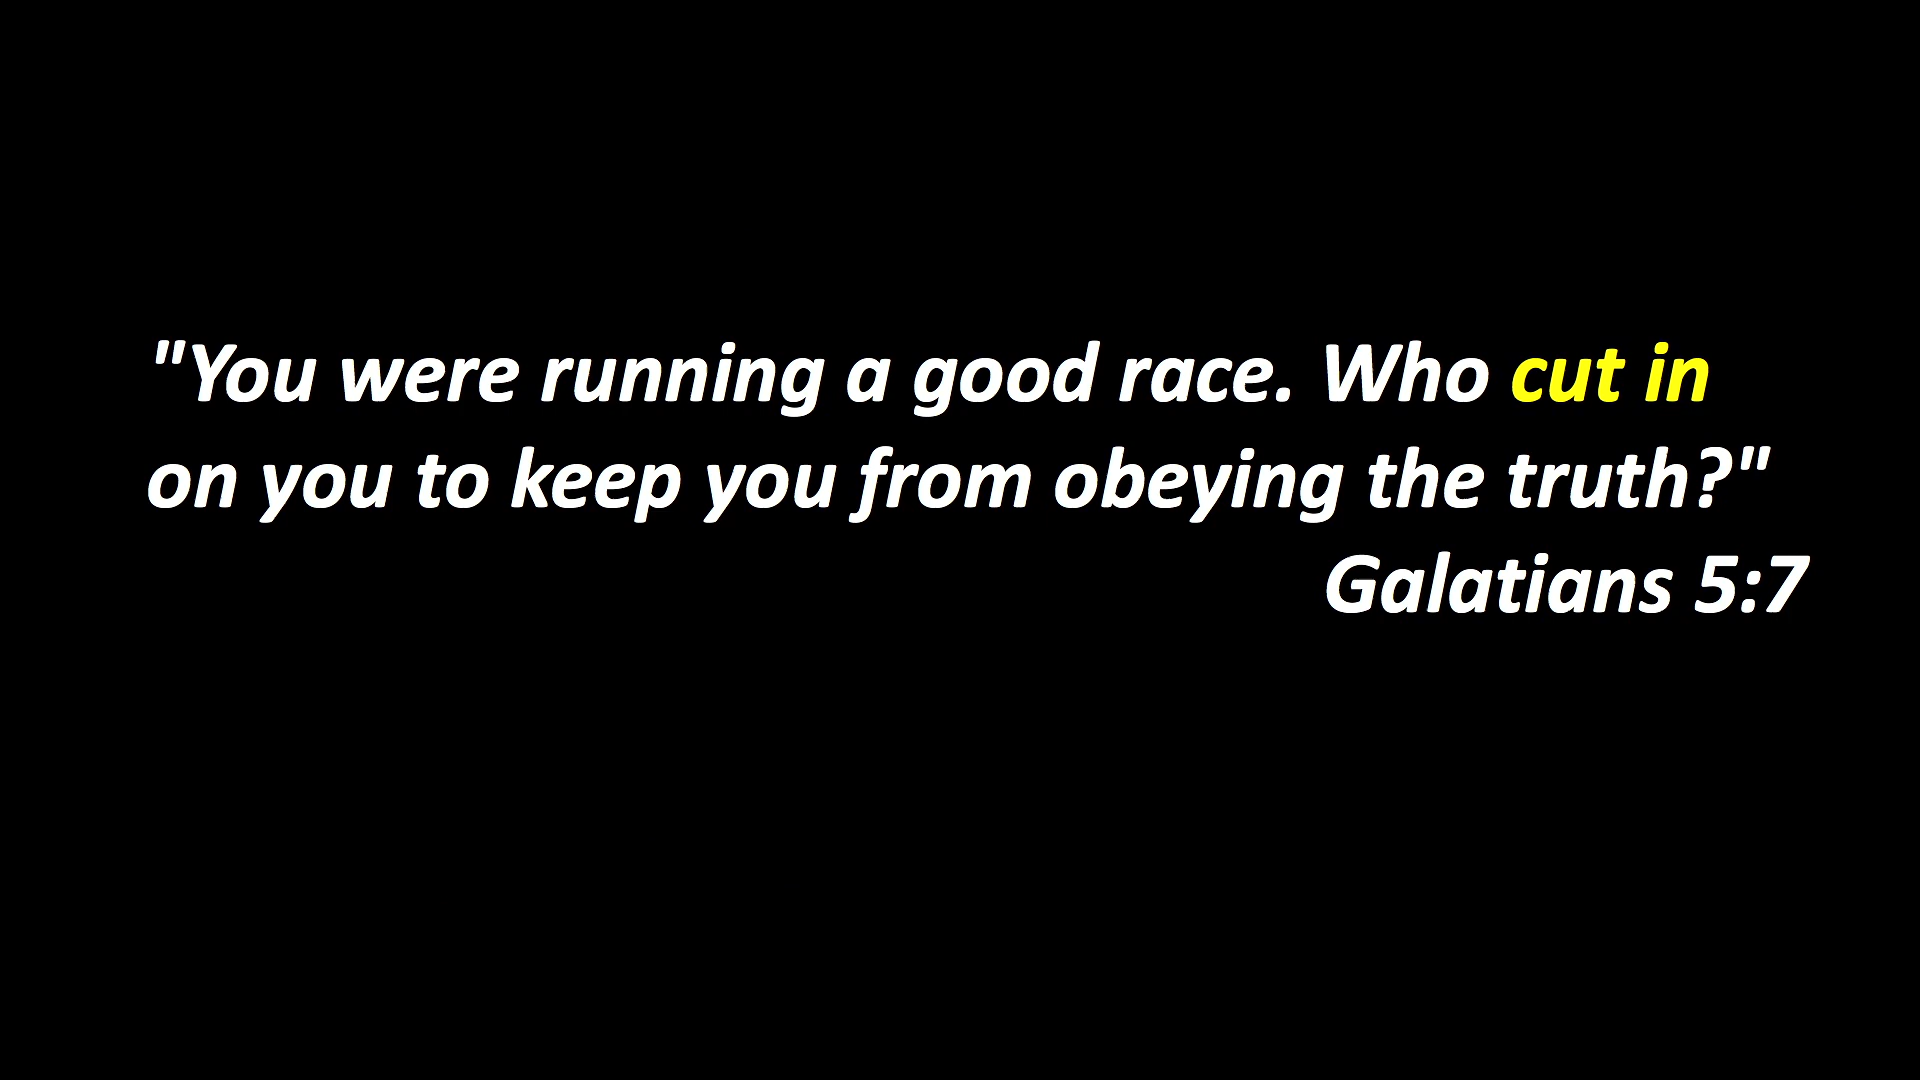 "You were running a good race. Who cut in
on you to keep you from obeying the truth?"
Galatians 5:7